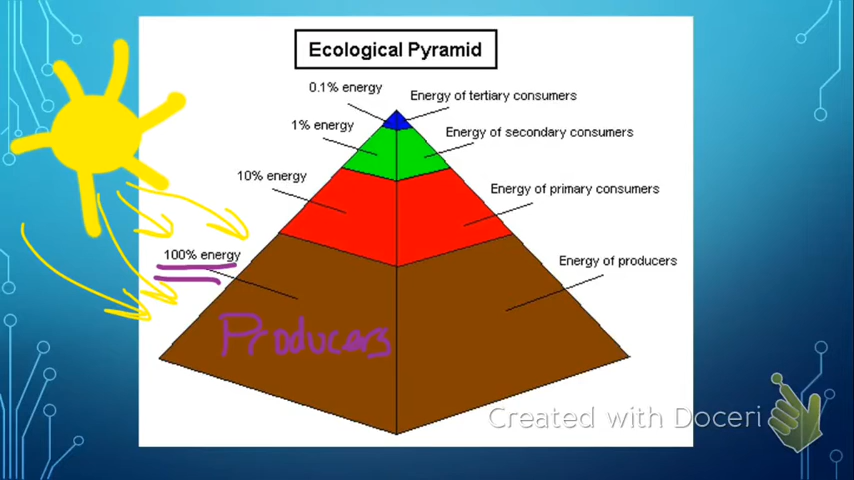 Ecological Pyramid
0.1% energy
Energy of tertiary consumers
1% energy
Energy of secondary consumers
10% energy
Energy of primary consumers
100% energy
Energy of producers
Producers
Created with Doceri